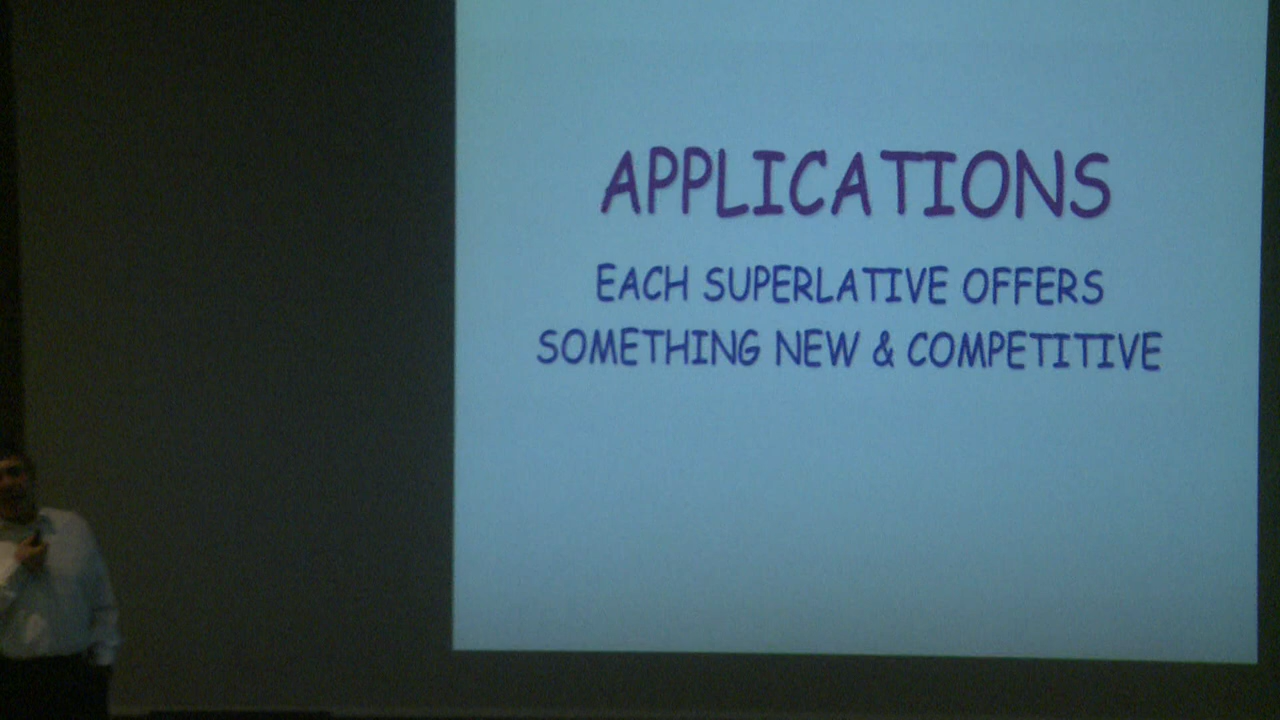 APPLICATIONS
EACH SUPERLATIVE OFFERS
SOMETHING NEW & COMPETITIVE